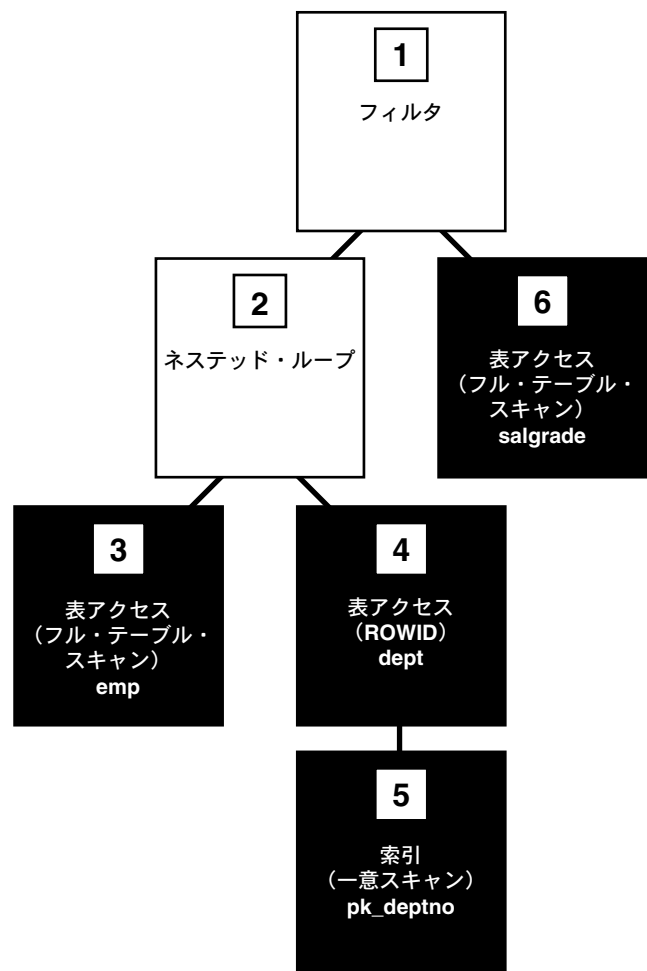 1
フィルタ
2
ネステッド・ループ
6
表アクセス
（フル・テーブル・
スキャン）
salgrade
3
表アクセス
（フル・テーブル・
スキャン）
emp
4
表アクセス
（ROWID）
dept
5
索引
（一意スキャン）
pk_deptno